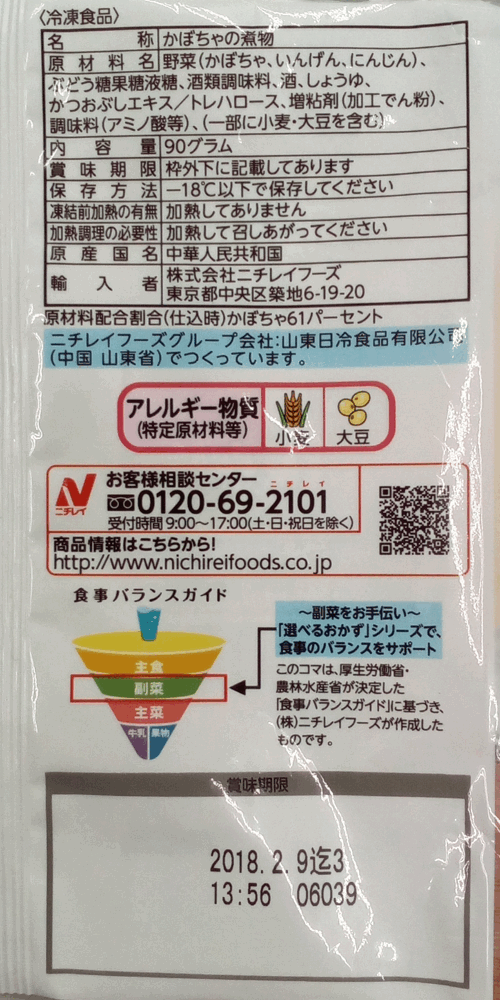 〈冷凍食品〉
名 称 かぼちゃの煮物
原材料名 野菜(かぼちゃ、いんげん、にんじん)、
ぶどう糖果糖液糖、酒類調味料、酒、しょうゆ、
かつおぶしエキス／トレハロース、増粘剤(加工でん粉)、
調味料(アミノ酸等)、(一部に小麦・大豆を含む)
内容量 90グラム
賞味期限 枠外下に記載してあります
保存方法 −18℃以下で保存してください
凍結前加熱の有無 加熱してありません
加熱調理の必要性 加熱して召しあがってください
原産国名 中華人民共和国
輸入者 株式会社ニチレイフーズ
東京都中央区築地6-19-20
原材料配合割合(仕込時)かぼちゃ61パーセント
ニチレイフーズグループ会社:山東日冷食品有限公司
(中国 山東省)でつくっています。
アレルギー物質
(特定原材料等)
小麦
大豆
ニチレイ
お客様相談センター
ニチレイ
0120-69-2101
受付時間 9:00〜17:00(土・日・祝日を除く)
商品情報はこちらから!
http://www.nichireifoods.co.jp
食事バランスガイド
主食
副菜
主菜
牛乳 果物
〜副菜をお手伝い〜
「選べるおかず」シリーズで、
食事のバランスをサポート
このコマは、厚生労働省・
農林水産省が決定した
「食事バランスガイド」に基づき、
(株)ニチレイフーズが作成した
ものです。
賞味期限
2018.2.9迄3
13:56 06039